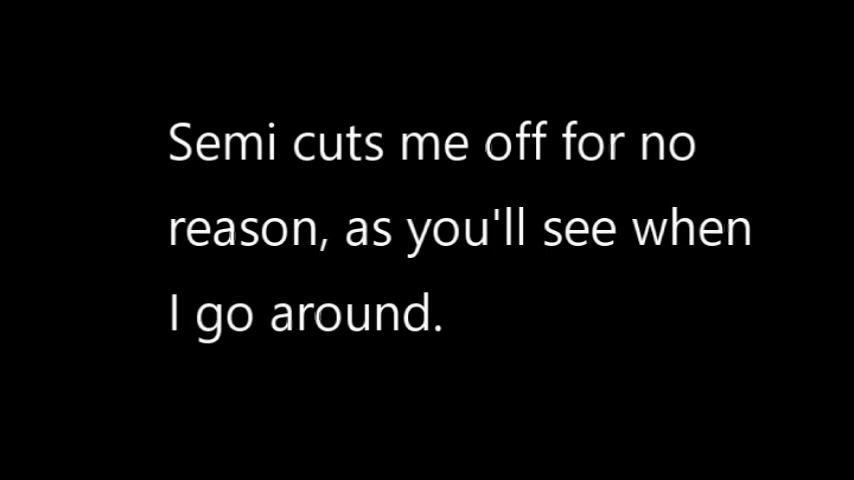 Semi cuts me off for no
reason, as you'll see when
I go around.